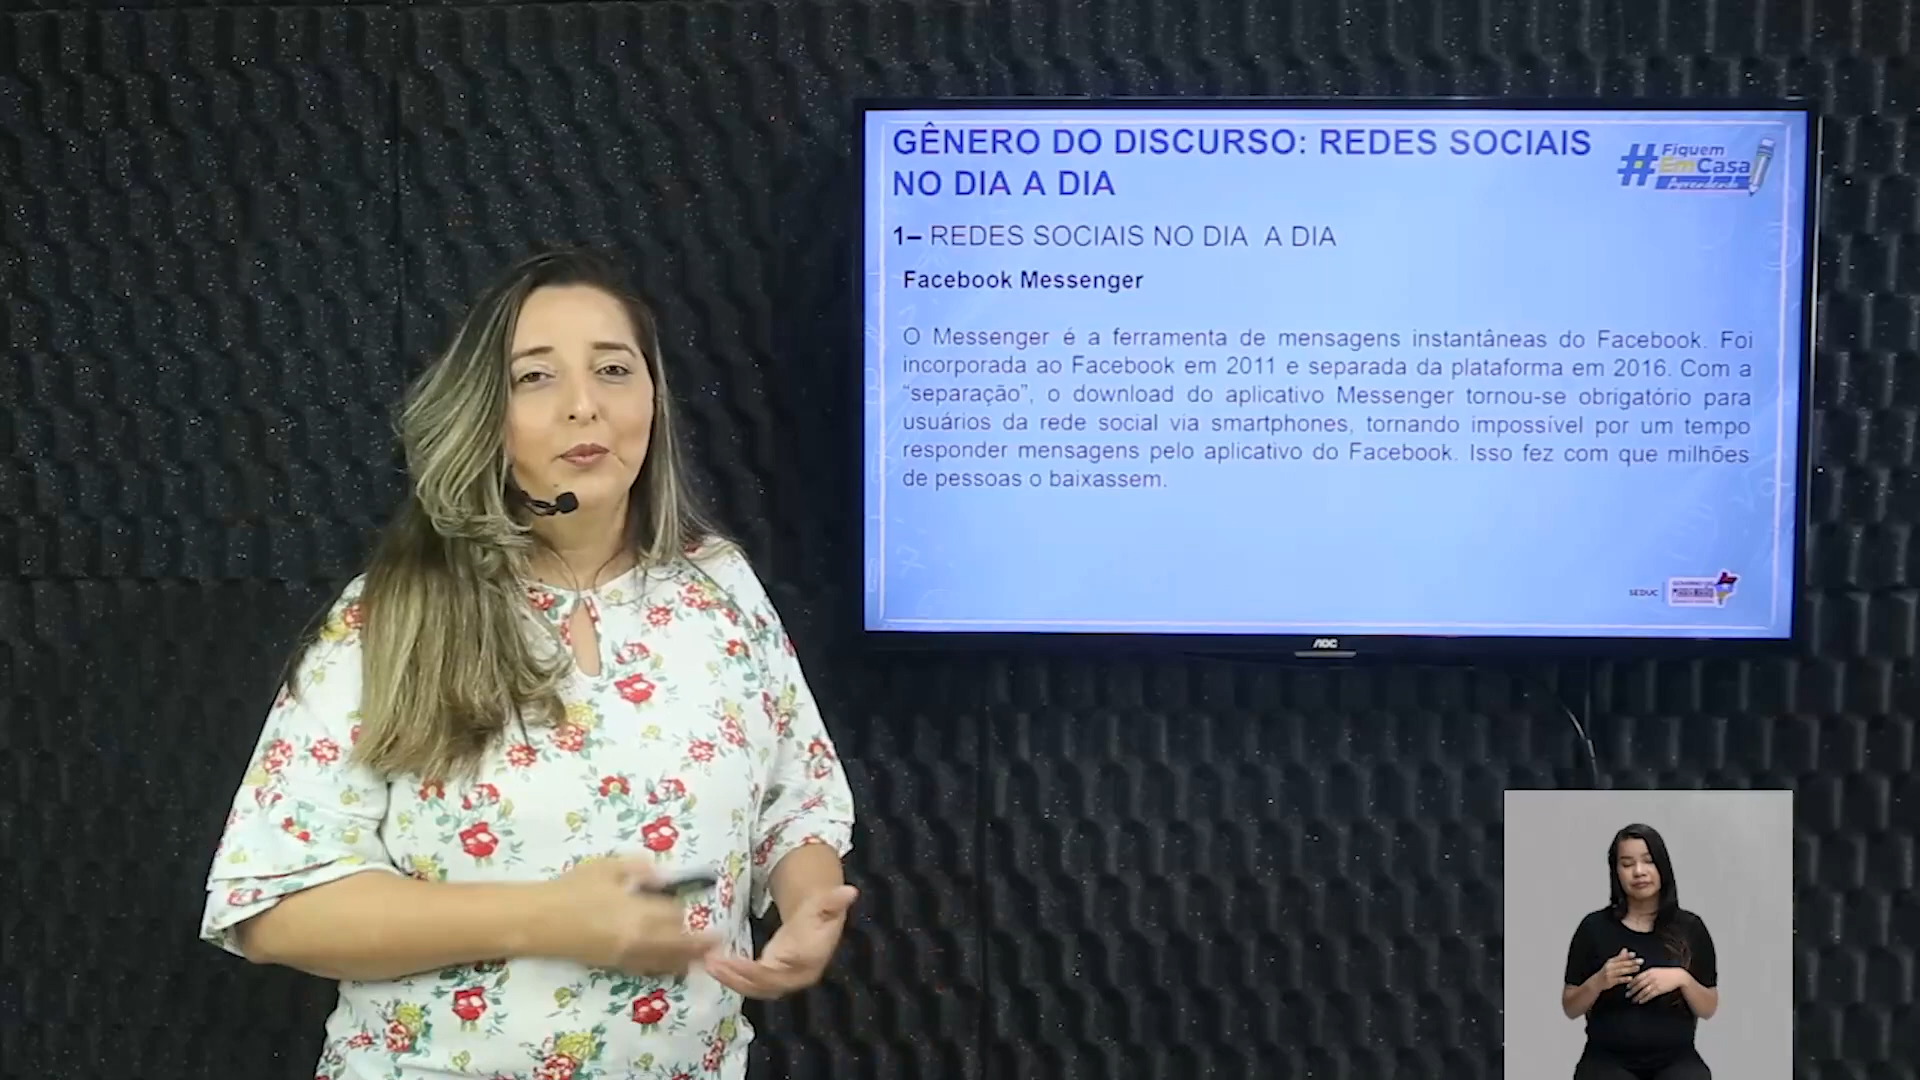 GÊNERO DO DISCURSO: REDES SOCIAIS
NO DIA A DIA
#Fiquem
EmCasa
Aprendendo
1– REDES SOCIAIS NO DIA  A DIA
Facebook Messenger
O Messenger é a ferramenta de mensagens instantâneas do Facebook. Foi
incorporada ao Facebook em 2011 e separada da plataforma em 2016. Com a
“separação”, o download do aplicativo Messenger tornou-se obrigatório para
usuários da rede social via smartphones, tornando impossível por um tempo
responder mensagens pelo aplicativo do Facebook. Isso fez com que milhões
de pessoas o baixassem.
SEDUC
AOC